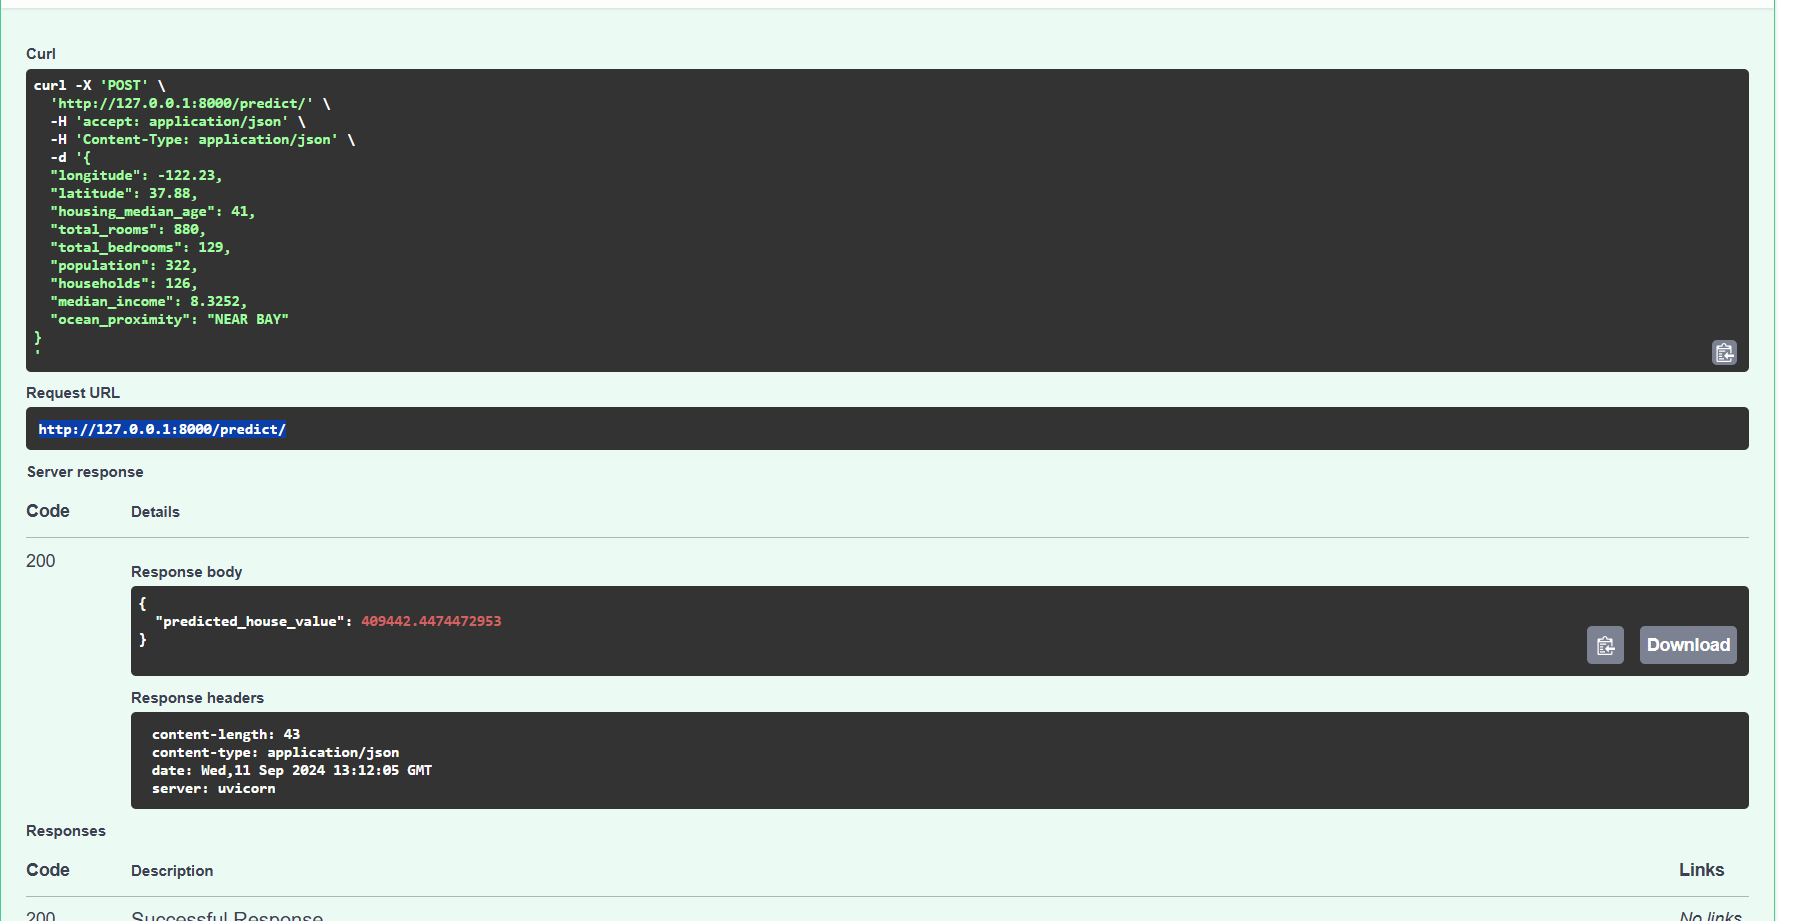 Curl
curl -X 'POST' \
'http://127.0.0.1:8000/predict/' \
-H 'accept: application/json' \
-H 'Content-Type: application/json' \
-d '{
"longitude": -122.23,
"latitude": 37.88,
"housing_median_age": 41,
"total_rooms": 880,
"total_bedrooms": 129,
"population": 322,
"households": 126,
"median_income": 8.3252,
"ocean_proximity": "NEAR BAY"
}
'
Request URL
http://127.0.0.1:8000/predict/
Server response
Code Details
200
Response body
{
"predicted_house_value": 409442.4474472953
}
Download
Response headers
content-length: 43
content-type: application/json
date: Wed,11 Sep 2024 13:12:05 GMT
server: uvicorn
Responses
Code Description Links
200 Successful Response No links